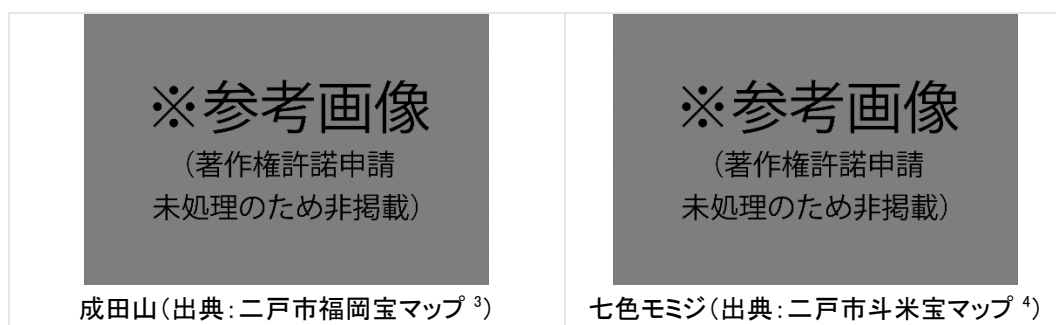 ※参考画像
（著作権許諾申請
未処理のため非掲載）
成田山（出典：二戸市福岡宝マップ 3）
※参考画像
（著作権許諾申請
未処理のため非掲載）
七色モミジ（出典：二戸市斗米宝マップ 4）